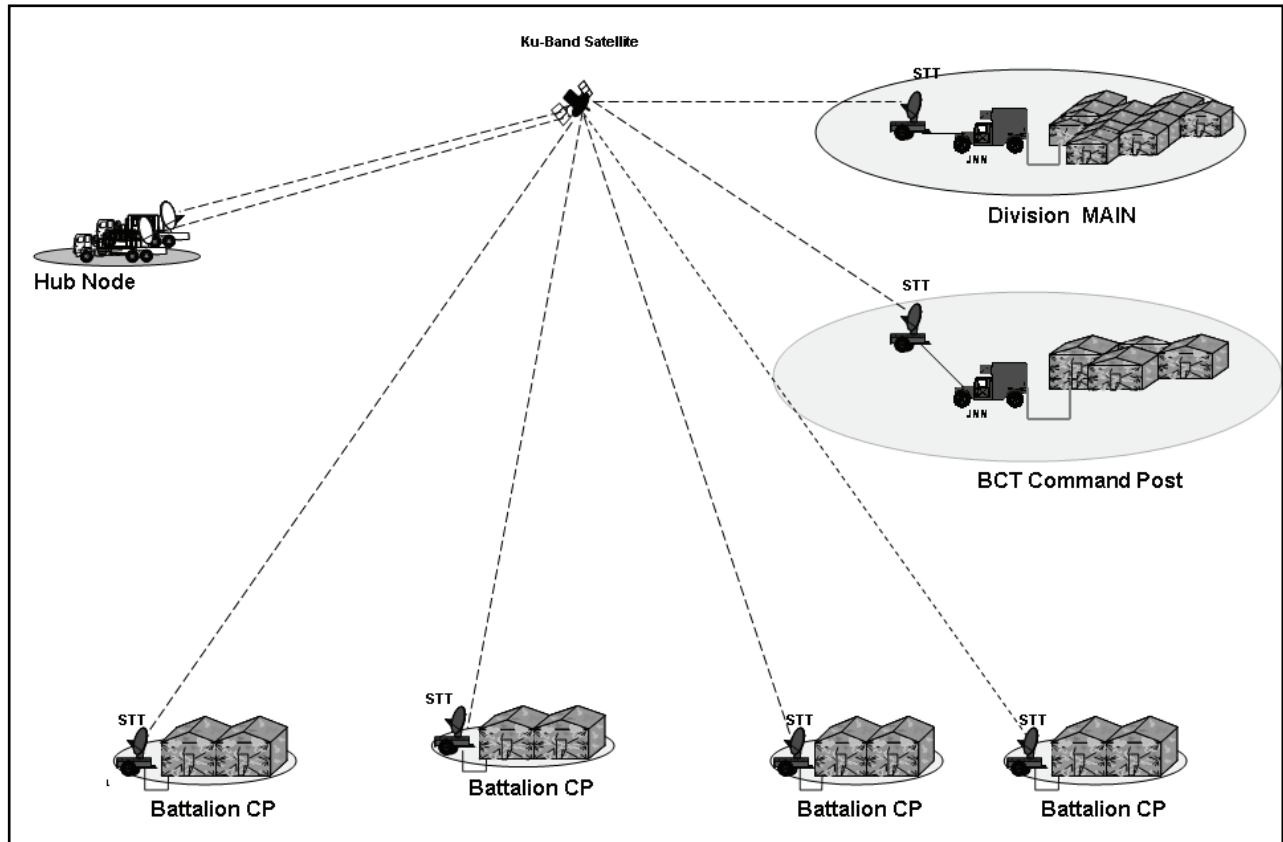 Ku-Band Satellite
STT
JNN
Division MAIN
Hub Node
STT
JNN
BCT Command Post
STT
Battalion CP
STT
Battalion CP
STT
Battalion CP
STT
Battalion CP